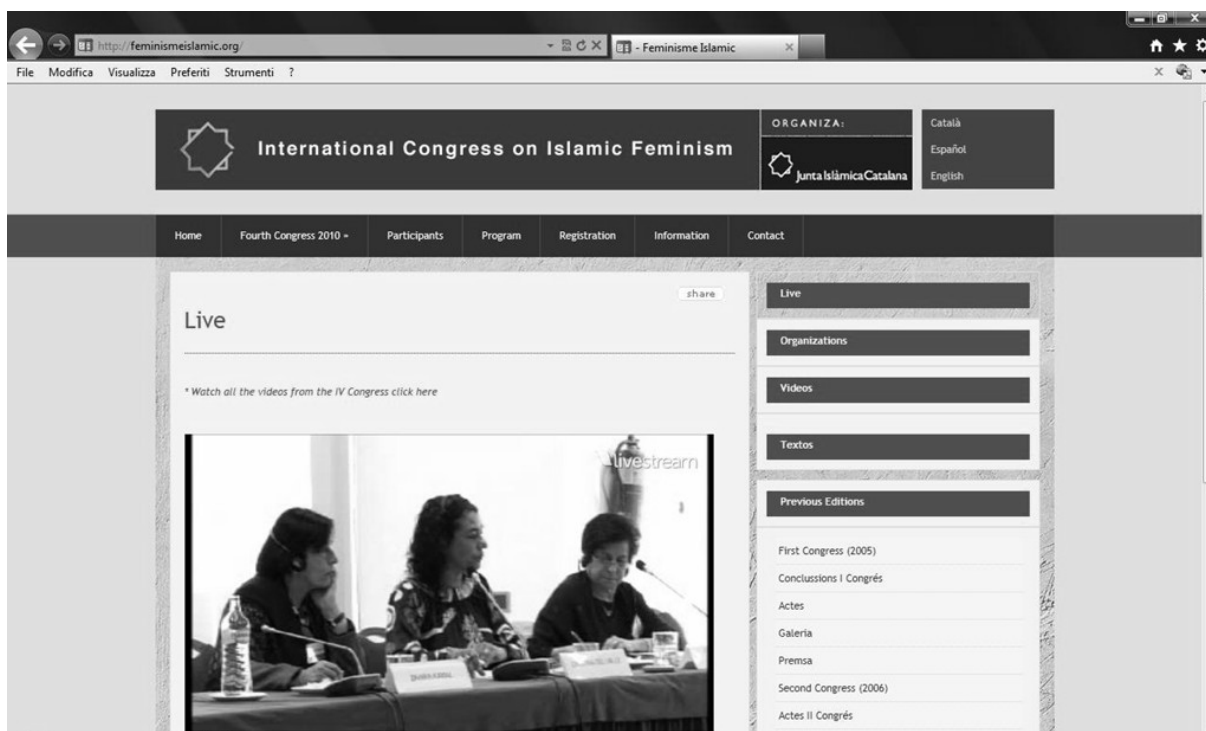 http://feminismeislamic.org/
- Feminisme Islamic
File Modifica Visualizza Preferiti Strumenti ?
International Congress on Islamic Feminism
ORGANIZA:
Junta Islàmica Catalana
Català
Español
English
Home Fourth Congress 2010 » Participants Program Registration Information Contact
share
Live
* Watch all the videos from the IV Congress click here
livestream
Live
Organizations
Videos
Textos
Previous Editions
First Congress (2005)
Conclussions I Congrés
Actes
Galeria
Premsa
Second Congress (2006)
Actes II Congrés